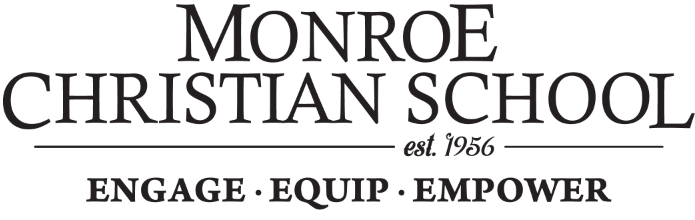 MONROE
CHRISTIAN SCHOOL
est. 1956
ENGAGE · EQUIP · EMPOWER